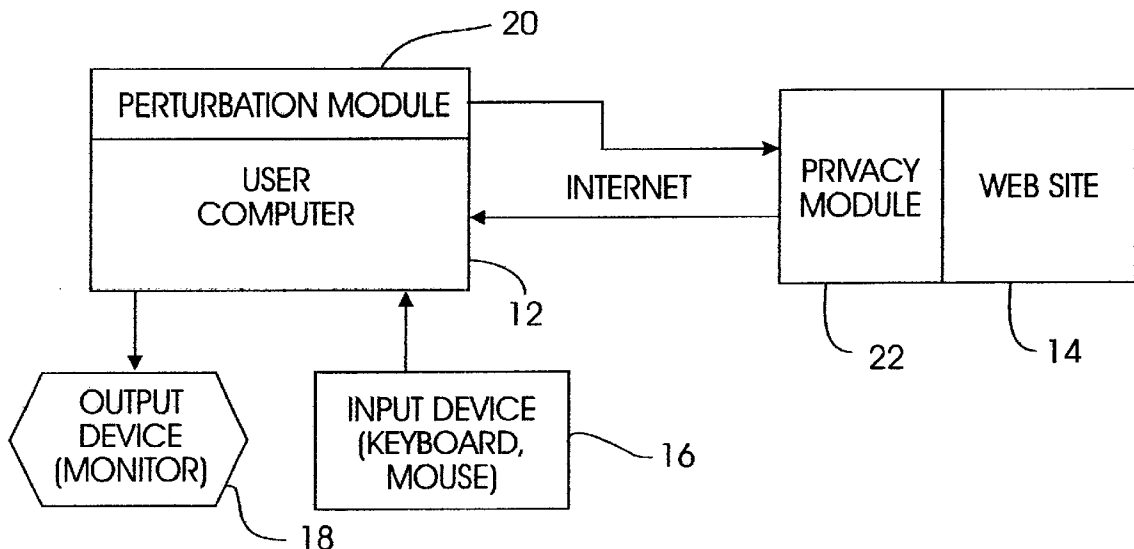 20
PERTURBATION MODULE
USER
COMPUTER
INTERNET
PRIVACY
MODULE
WEB SITE
12
22
14
OUTPUT
DEVICE
(MONITOR)
INPUT DEVICE
(KEYBOARD,
MOUSE)
16
18